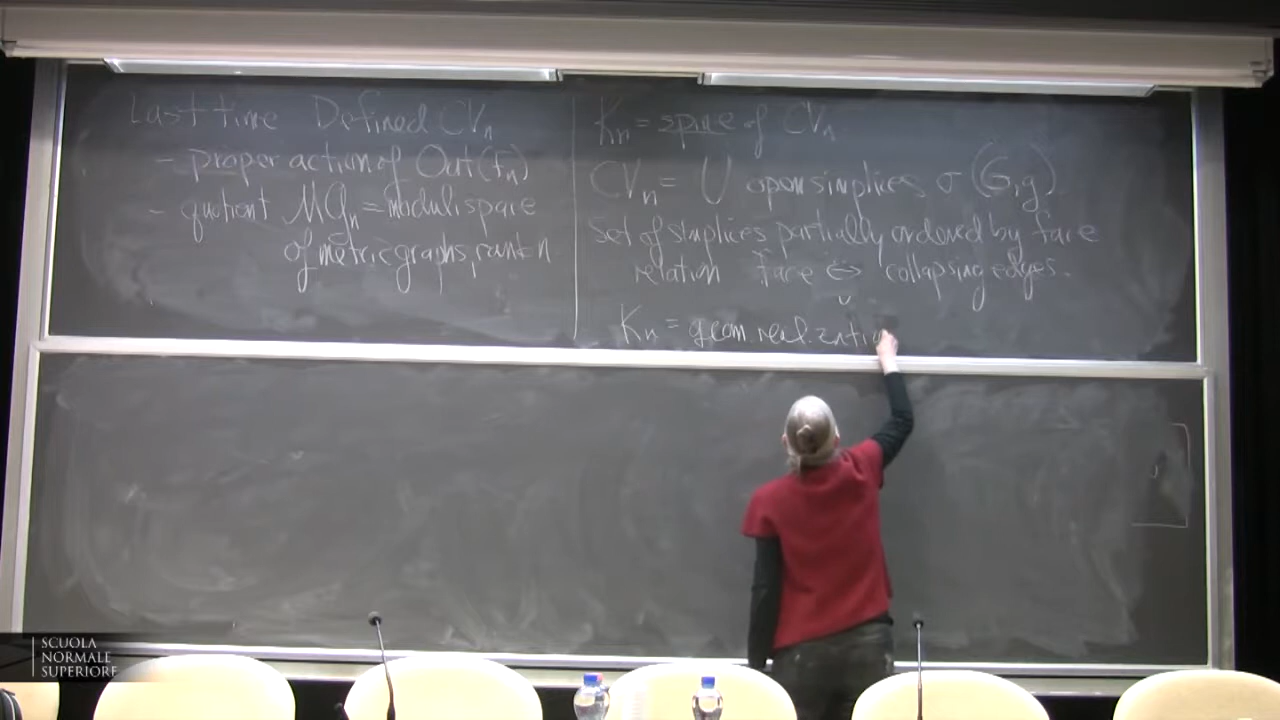 Last time Defined CVₙ
- proper action of Out(Fₙ)
- quotient MGₙ = moduli space
of metric graphs, rank n
Kₙ = spine of CVₙ
CVₙ = ∪ open simplices σ(G,g)
Set of simplices partially ordered by face
relation face ⇔ collapsing edges.
Kₙ = geom. realizatio
SCUOLA
NORMALE
SUPERIORE